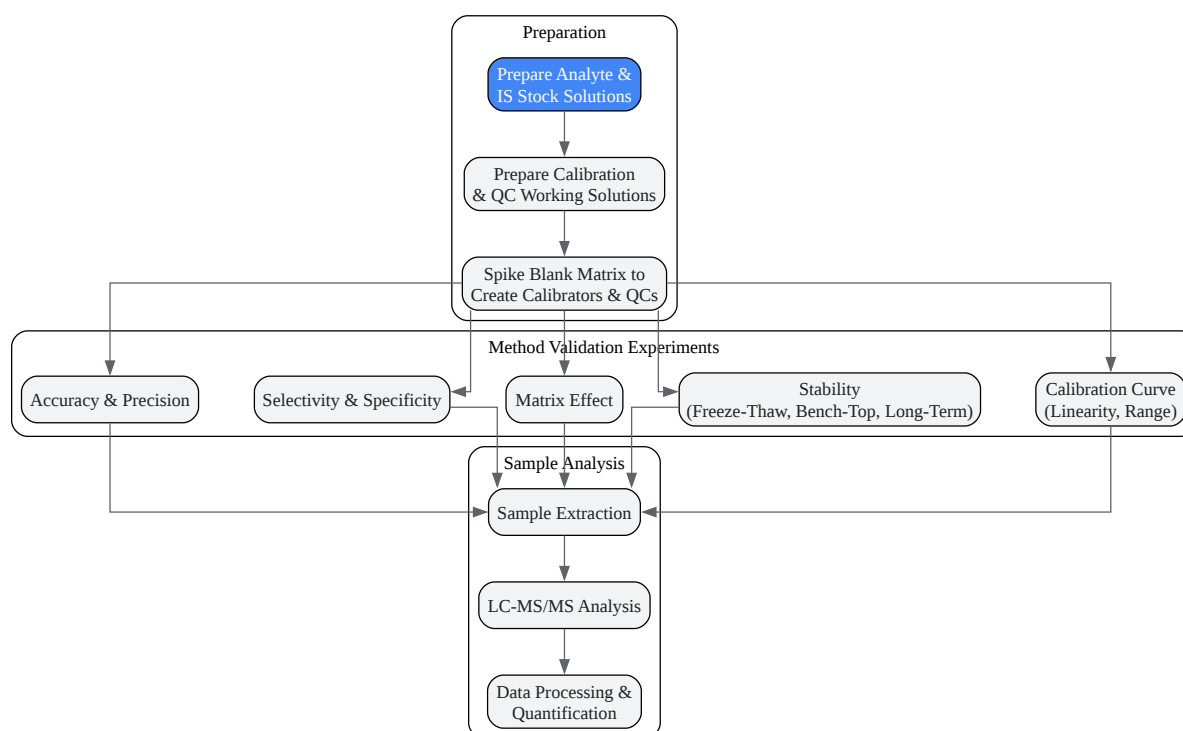 Preparation
Prepare Analyte &
IS Stock Solutions
Prepare Calibration
& QC Working Solutions
Spike Blank Matrix to
Create Calibrators & QCs
Method Validation Experiments
Accuracy & Precision
Selectivity & Specificity
Matrix Effect
Stability
(Freeze-Thaw, Bench-Top, Long-Term)
Calibration Curve
(Linearity, Range)
Sample Analysis
Sample Extraction
LC-MS/MS Analysis
Data Processing &
Quantification